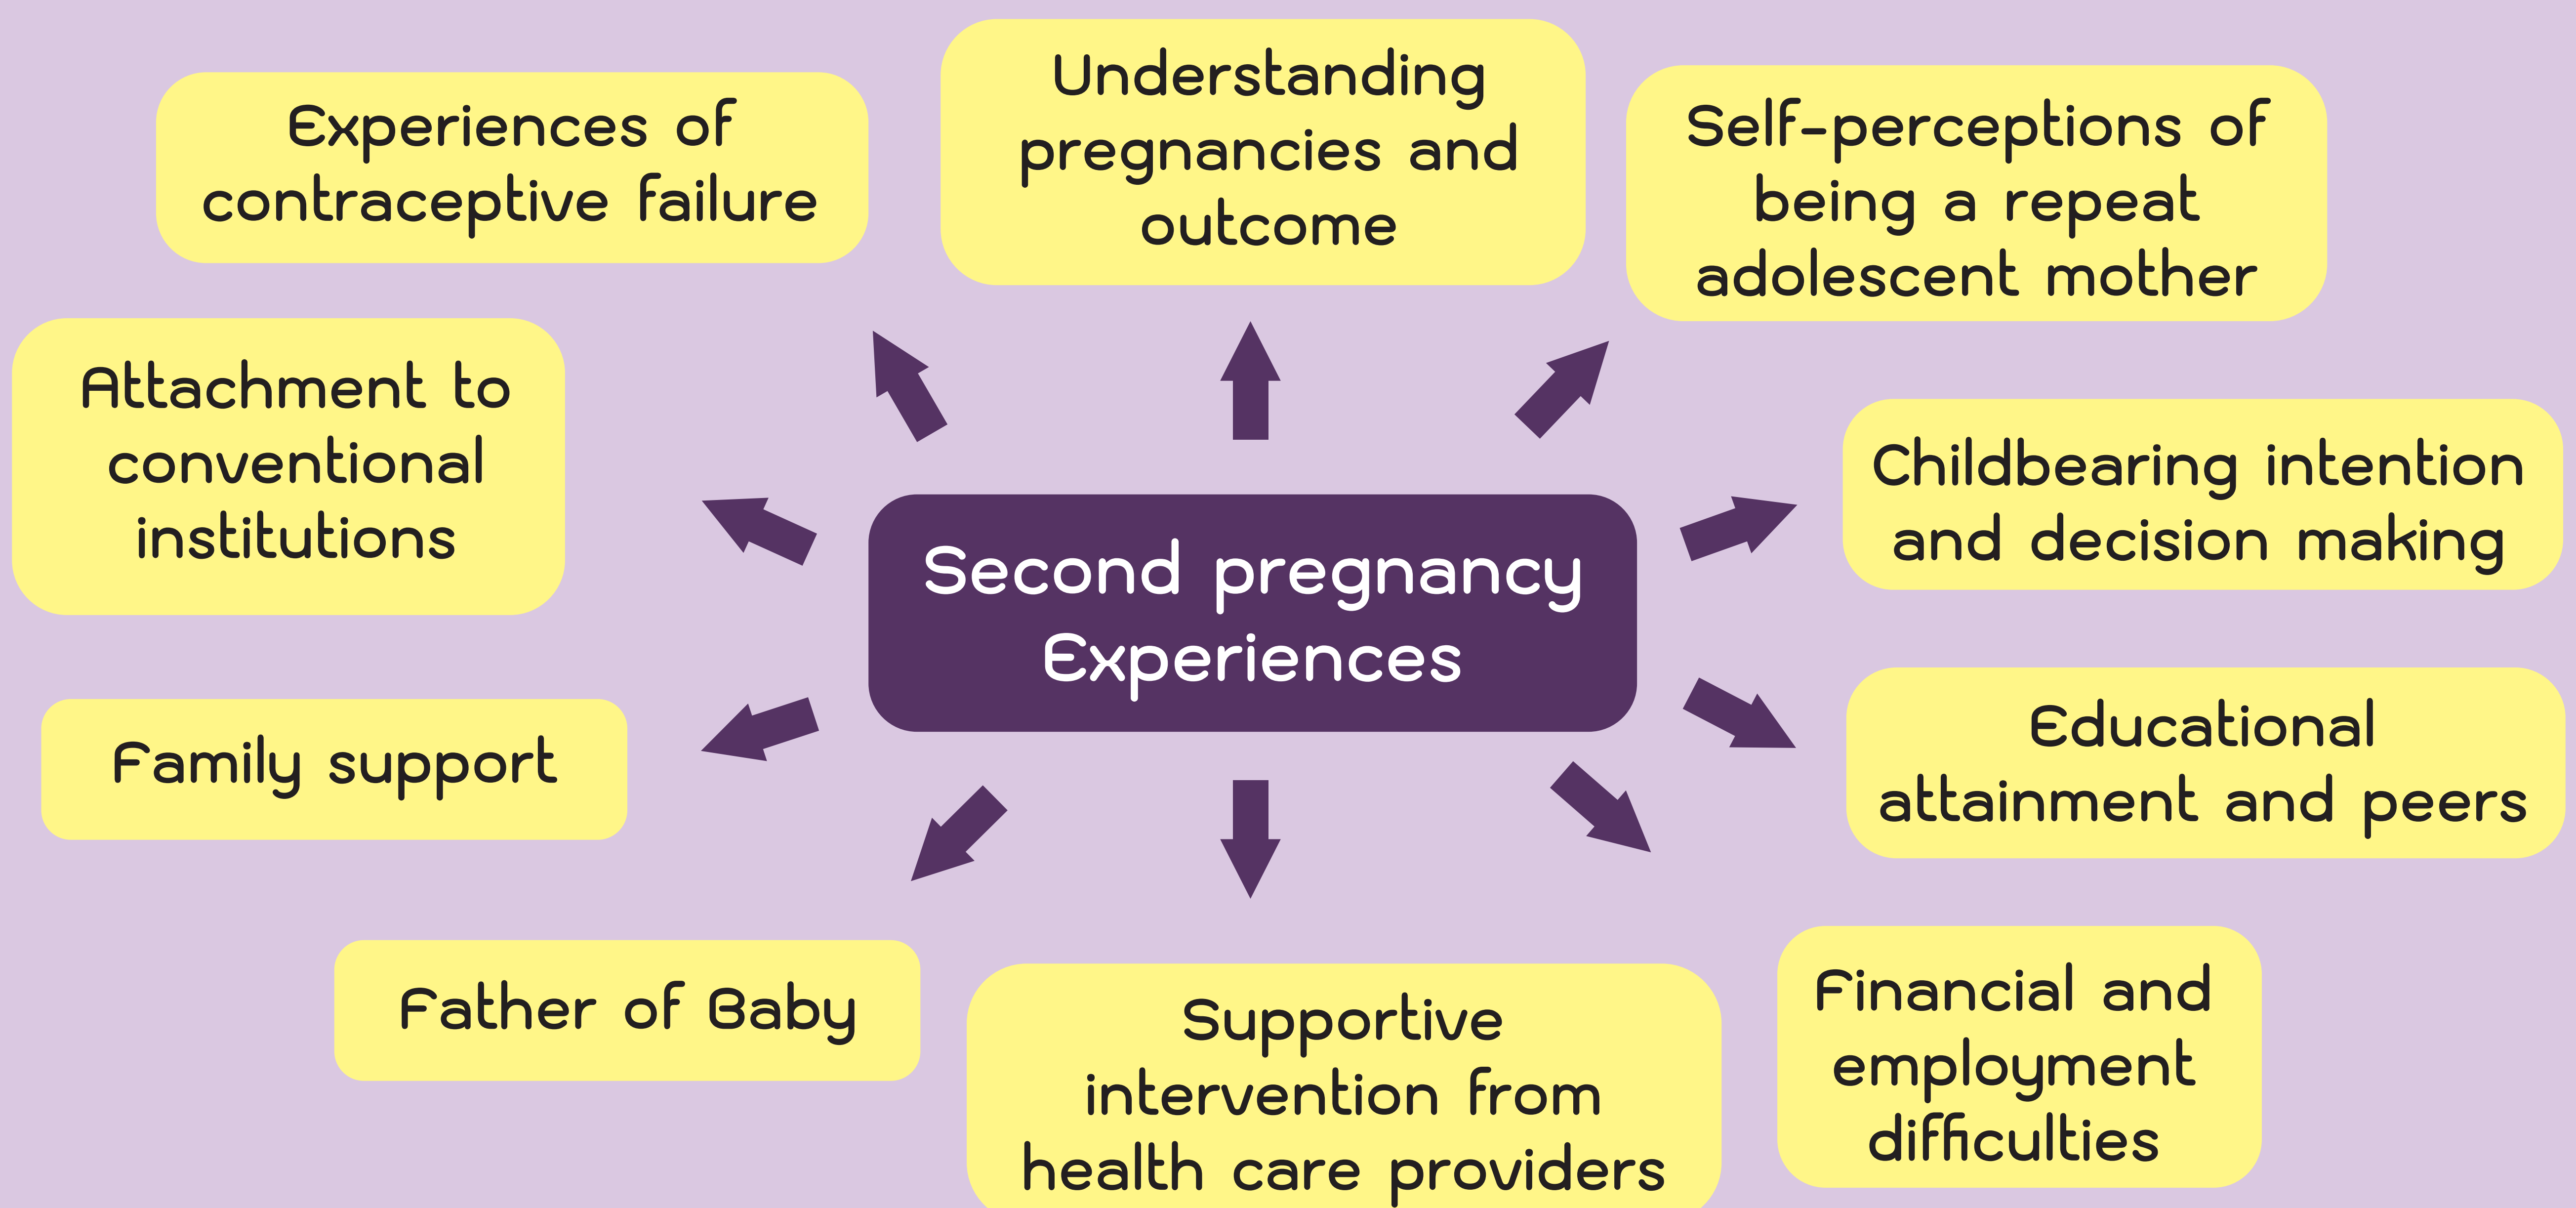 Experiences of
contraceptive failure
Understanding
pregnancies and
outcome
Self-perceptions of
being a repeat
adolescent mother
Attachment to
conventional
institutions
Childbearing intention
and decision making
Second pregnancy
Experiences
Family support
Educational
attainment and peers
Father of Baby
Supportive
intervention from
health care providers
Financial and
employment
difficulties